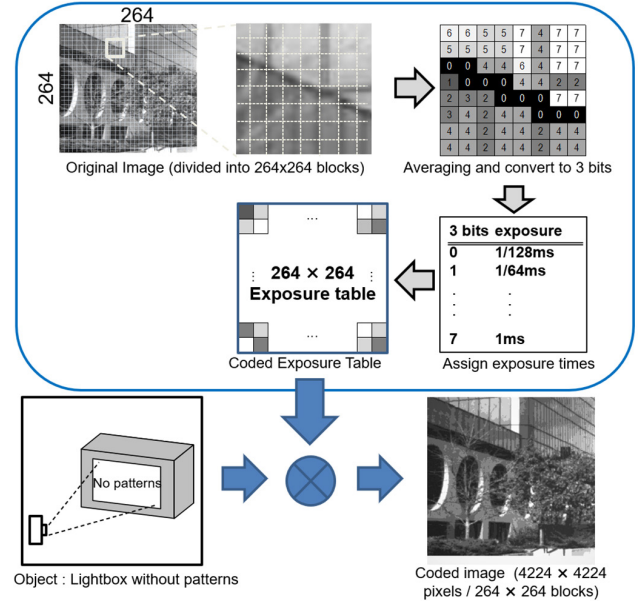 264
264
Original Image (divided into 264x264 blocks)
6 6 5 5 7 4 7 7
5 5 5 5 7 4 7 7
0 0 4 4 6 4 7 7
1 0 0 0 4 4 2 2
2 3 2 0 0 0 7 7
3 4 2 4 4 0 0 0
4 4 2 4 4 2 4 4
4 4 2 4 4 2 4 4
Averaging and convert to 3 bits
3 bits exposure
0 1/128ms
1 1/64ms
. .
. .
. .
7 1ms
Assign exposure times
...
264 × 264
Exposure table
...
Coded Exposure Table
No patterns
Object : Lightbox without patterns
Coded image (4224 × 4224
pixels / 264 × 264 blocks)